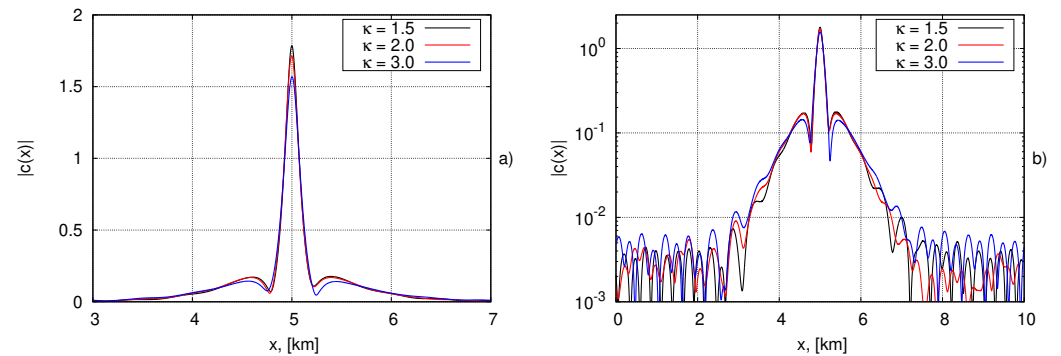 2
1.5
1
0.5
0
|c(x)|
3 4 5 6 7
x, [km]
κ = 1.5
κ = 2.0
κ = 3.0
a)
10^0
10^-1
10^-2
10^-3
|c(x)|
0 2 4 6 8 10
x, [km]
κ = 1.5
κ = 2.0
κ = 3.0
b)